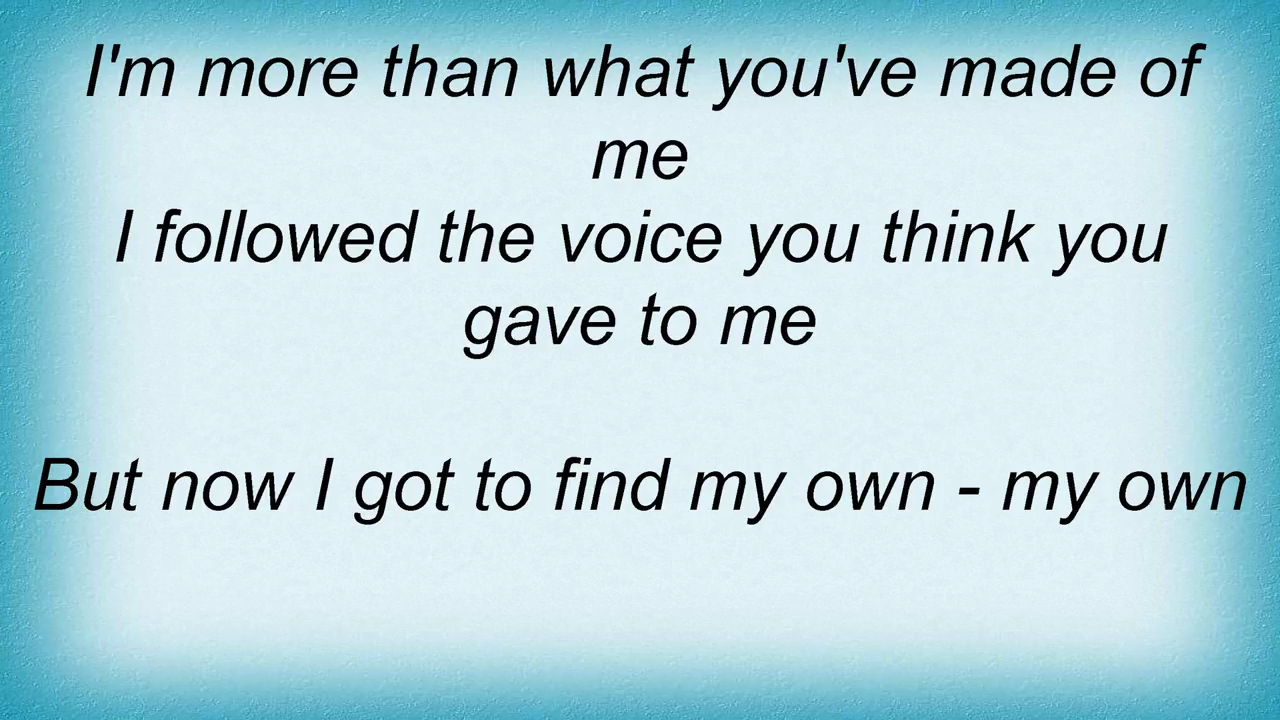 I'm more than what you've made of
me
I followed the voice you think you
gave to me
But now I got to find my own - my own